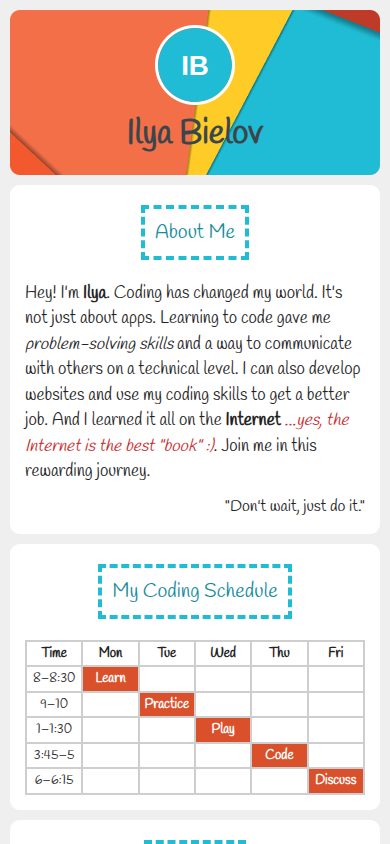 IB
Ilya Bielov
About Me
Hey! I'm Ilya. Coding has changed my world. It's
not just about apps. Learning to code gave me
problem-solving skills and a way to communicate
with others on a technical level. I can also develop
websites and use my coding skills to get a better
job. And I learned it all on the Internet ...yes, the
Internet is the best "book" :). Join me in this
rewarding journey.
"Don't wait, just do it."
My Coding Schedule
Time Mon Tue Wed Thu Fri
8-8:30 Learn
9-10 Practice
1-1:30 Play
3:45-5 Code
6-6:15 Discuss